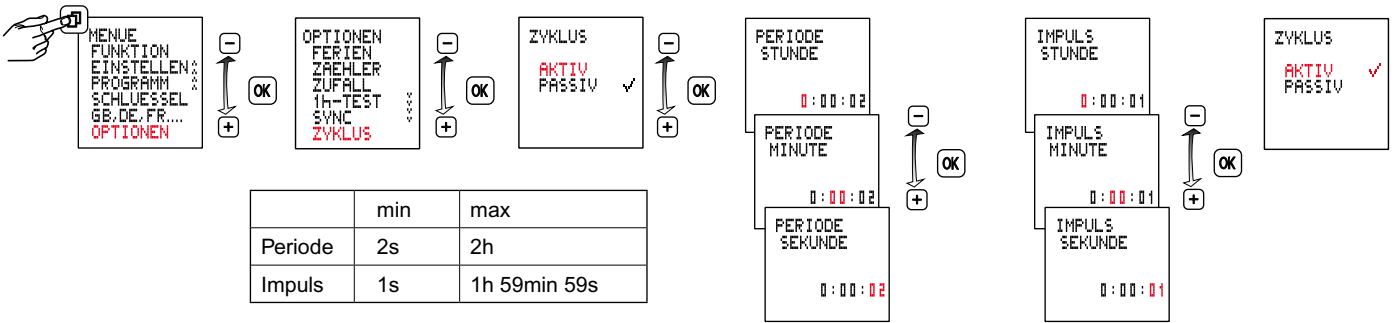 MENUE
FUNKTION
EINSTELLEN
PROGRAMM
SCHLUESSEL
GB,DE,FR....
OPTIONEN
−
OK
+
OPTIONEN
FERIEN
ZAEHLER
ZUFALL
1h-TEST
SYNC
ZYKLUS
−
OK
+
ZYKLUS
AKTIV
PASSIV ✓
−
OK
+
PERIODE
STUNDE
0:00:02
PERIODE
MINUTE
0:00:02
PERIODE
SEKUNDE
0:00:02
−
OK
+
IMPULS
STUNDE
0:00:01
IMPULS
MINUTE
0:00:01
IMPULS
SEKUNDE
0:00:01
−
OK
+
ZYKLUS
AKTIV ✓
PASSIV
min max
Periode 2s 2h
Impuls 1s 1h 59min 59s